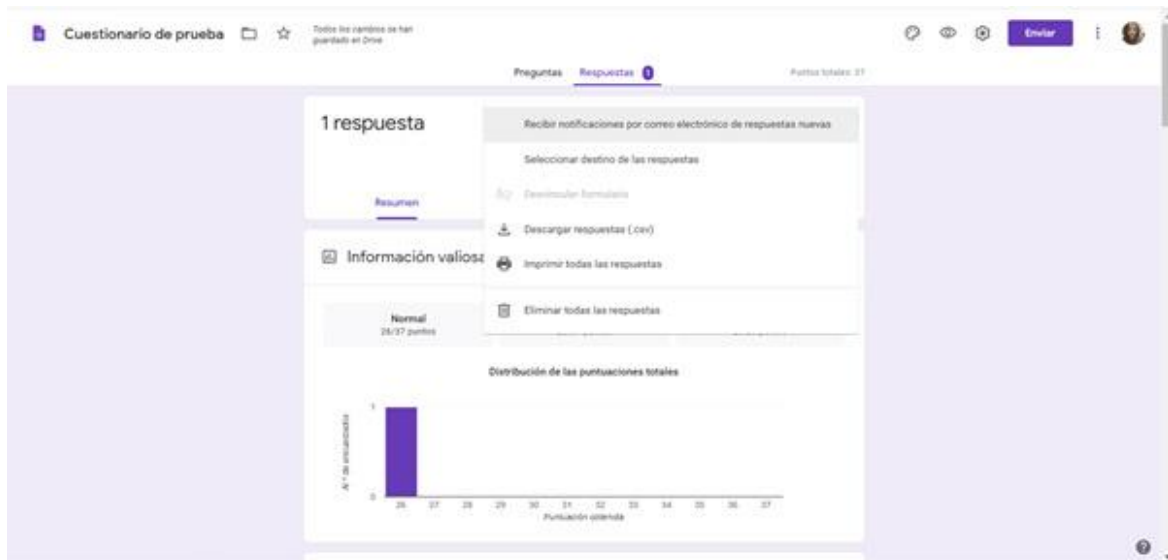 Cuestionario de prueba
Todos los cambios se han
guardado en Drive
Enviar
Preguntas
Respuestas 1
Puntos totales: 37
1 respuesta
Recibir notificaciones por correo electrónico de respuestas nuevas
Seleccionar destino de las respuestas
Desvincular formulario
Resumen
Descargar respuestas (.csv)
Información valiosa
Imprimir todas las respuestas
Eliminar todas las respuestas
Normal
26/37 puntos
Distribución de las puntuaciones totales
N.º de encuestados
1
0
26 27 28 29 30 31 32 33 34 35 36 37
Puntuación obtenida